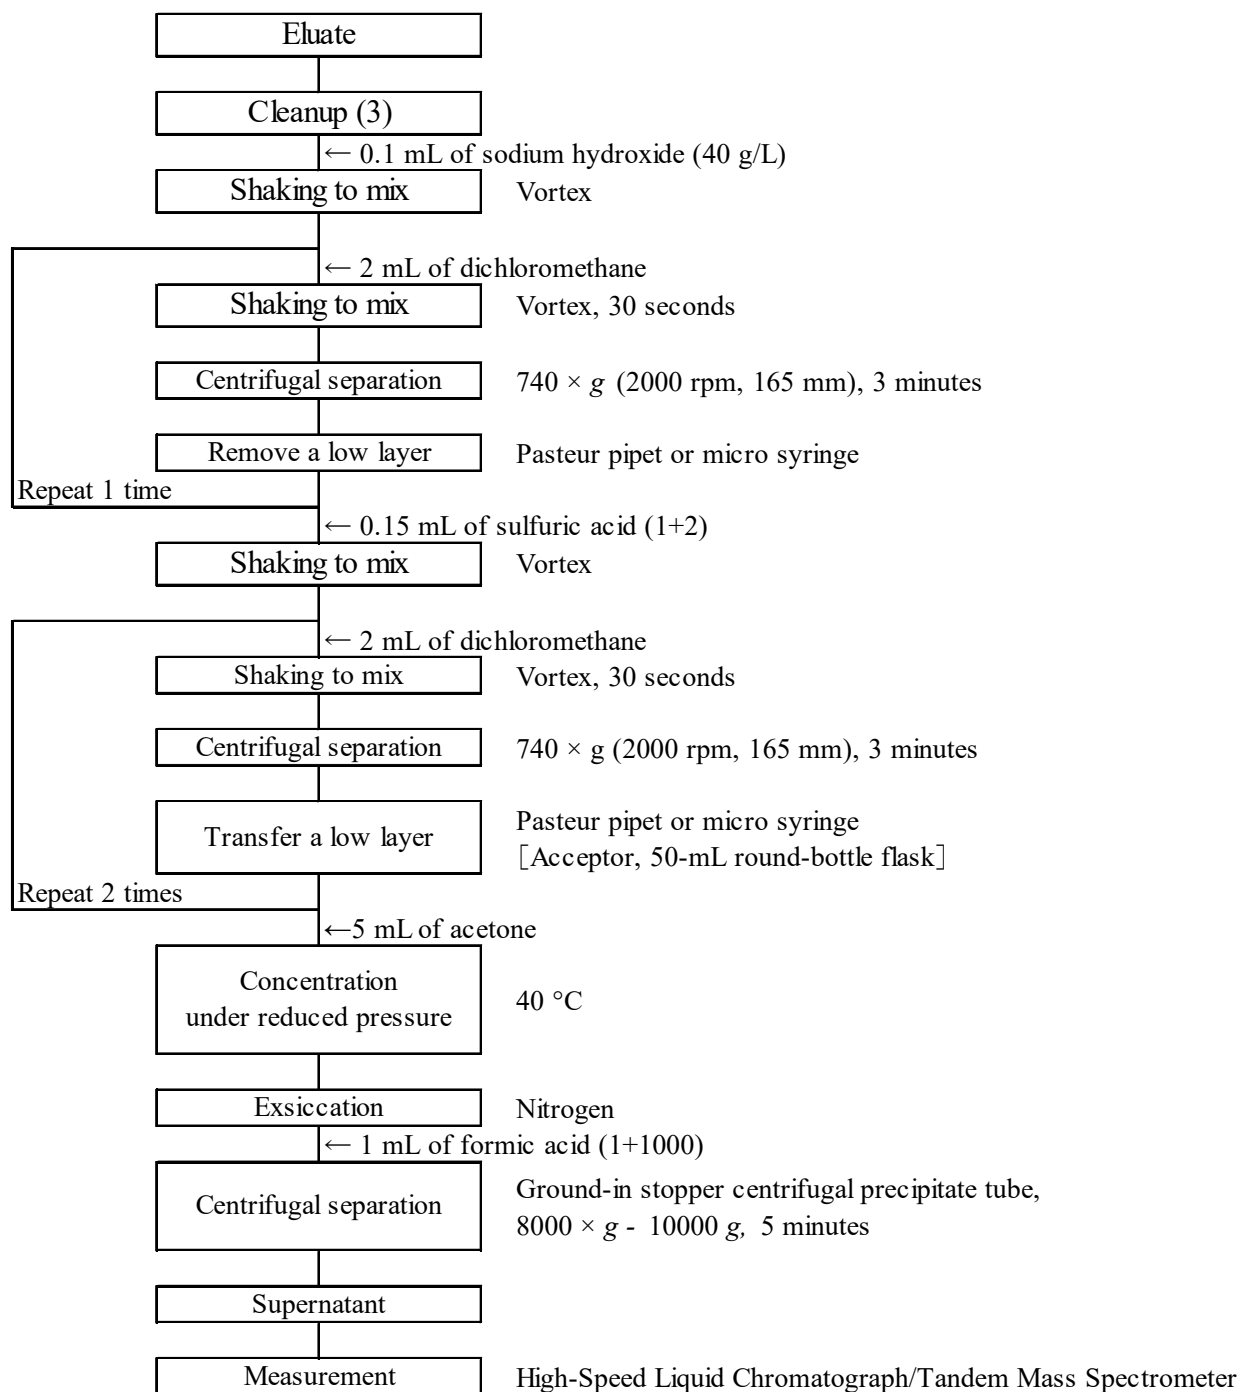 Eluate
Cleanup (3)
← 0.1 mL of sodium hydroxide (40 g/L)
Shaking to mix Vortex
← 2 mL of dichloromethane
Shaking to mix Vortex, 30 seconds
Centrifugal separation 740 × g (2000 rpm, 165 mm), 3 minutes
Remove a low layer Pasteur pipet or micro syringe
Repeat 1 time
← 0.15 mL of sulfuric acid (1+2)
Shaking to mix Vortex
← 2 mL of dichloromethane
Shaking to mix Vortex, 30 seconds
Centrifugal separation 740 × g (2000 rpm, 165 mm), 3 minutes
Transfer a low layer Pasteur pipet or micro syringe
[Acceptor, 50-mL round-bottle flask]
Repeat 2 times
←5 mL of acetone
Concentration
under reduced pressure 40 °C
Exsiccation Nitrogen
← 1 mL of formic acid (1+1000)
Centrifugal separation Ground-in stopper centrifugal precipitate tube,
8000 × g - 10000 g, 5 minutes
Supernatant
Measurement High-Speed Liquid Chromatograph/Tandem Mass Spectrometer